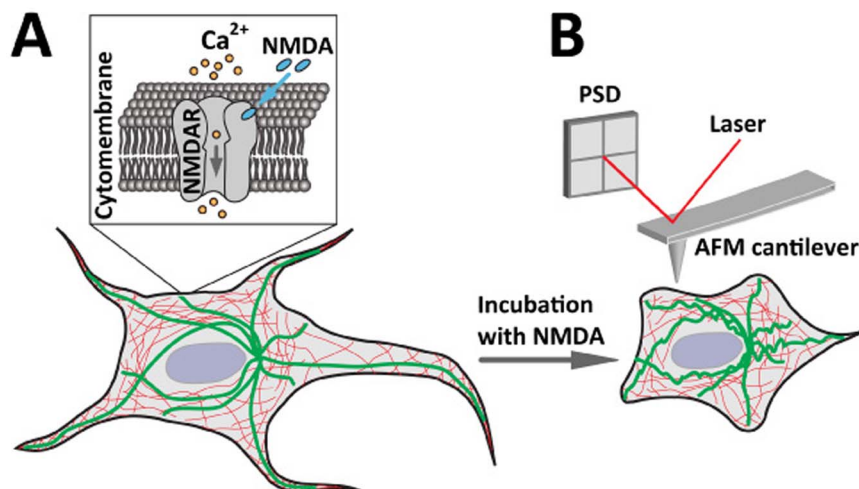 A
Ca2+
NMDA
Cytomembrane
NMDAR
B
PSD
Laser
AFM cantilever
Incubation
with NMDA